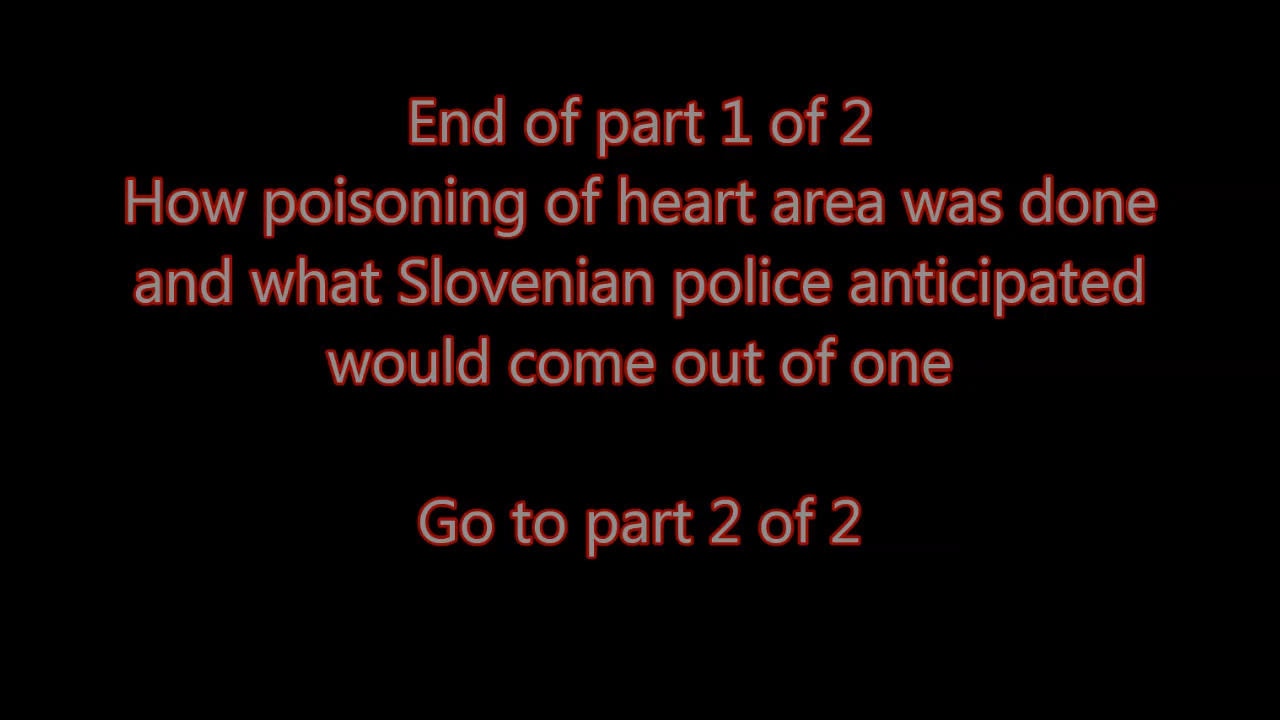 End of part 1 of 2
How poisoning of heart area was done
and what Slovenian police anticipated
would come out of one
Go to part 2 of 2